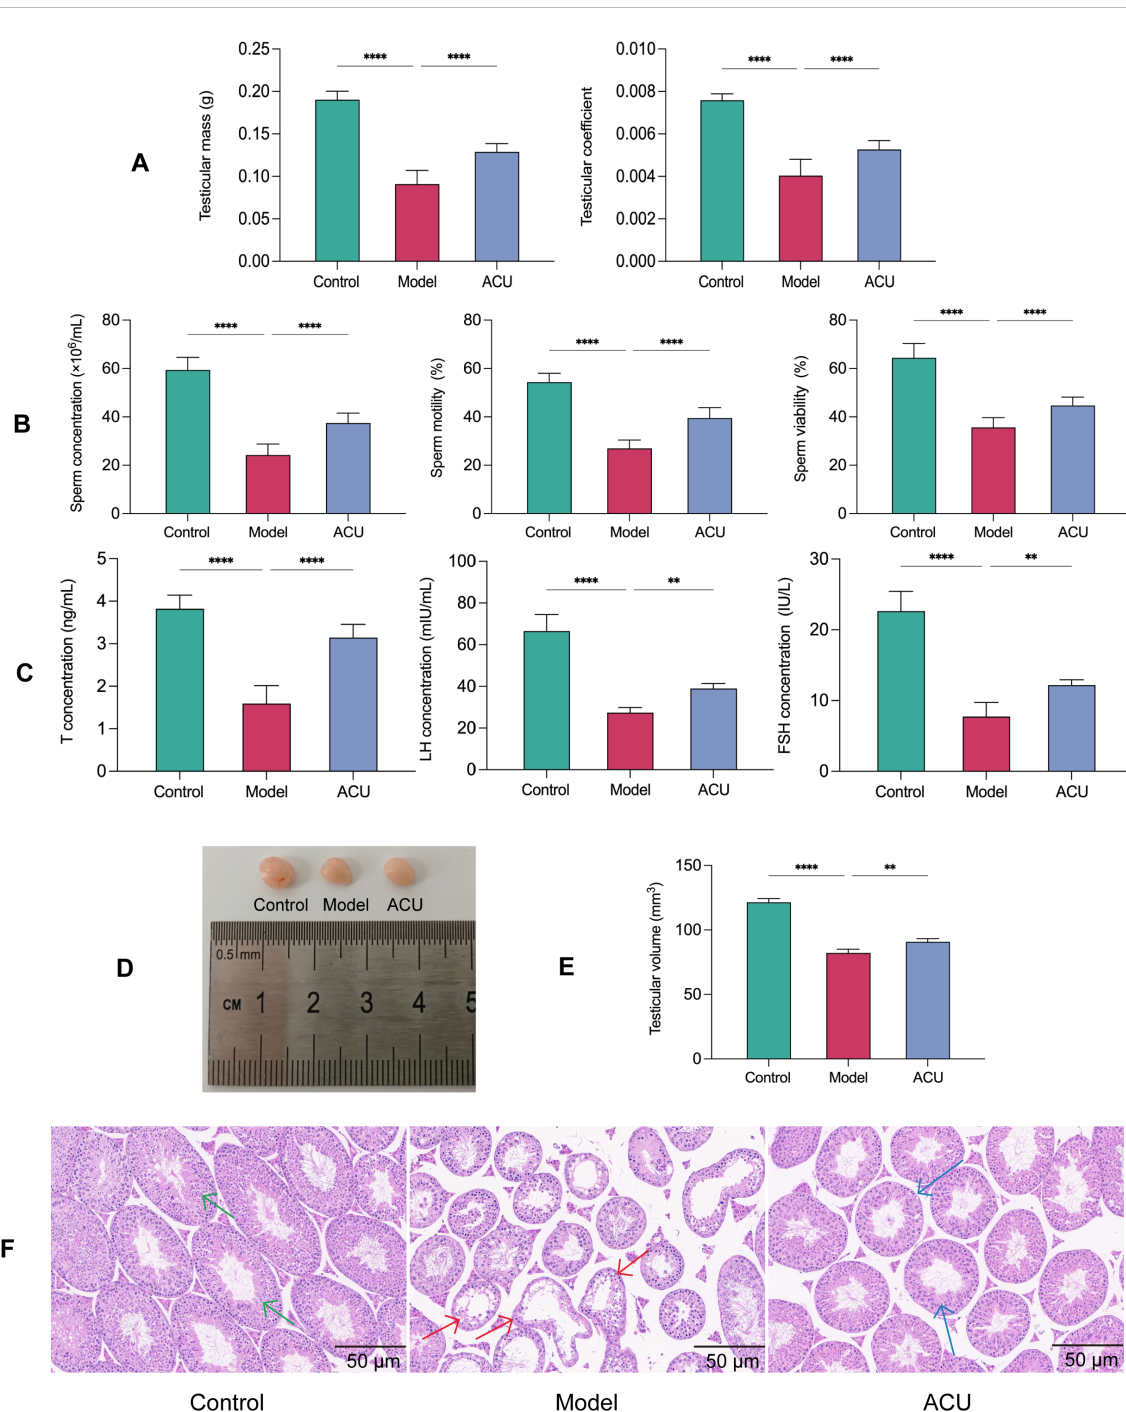 A
Testicular mass (g)
0.25
0.20
0.15
0.10
0.05
0.00
****
****
Control Model ACU
Testicular coefficient
0.010
0.008
0.006
0.004
0.002
0.000
****
****
Control Model ACU
B
Sperm concentration (×10⁶/mL)
80
60
40
20
0
****
****
Control Model ACU
Sperm motility (%)
80
60
40
20
0
****
****
Control Model ACU
Sperm viability (%)
80
60
40
20
0
****
****
Control Model ACU
C
T concentration (ng/mL)
5
4
3
2
1
0
****
****
Control Model ACU
LH concentration (mIU/mL)
100
80
60
40
20
0
****
**
Control Model ACU
FSH concentration (IU/L)
30
20
10
0
****
**
Control Model ACU
D
Control Model ACU
0.5 mm
CM 1 2 3 4 5
E
Testicular volume (mm³)
150
100
50
0
****
**
Control Model ACU
F
50 µm
50 µm
50 µm
Control Model ACU